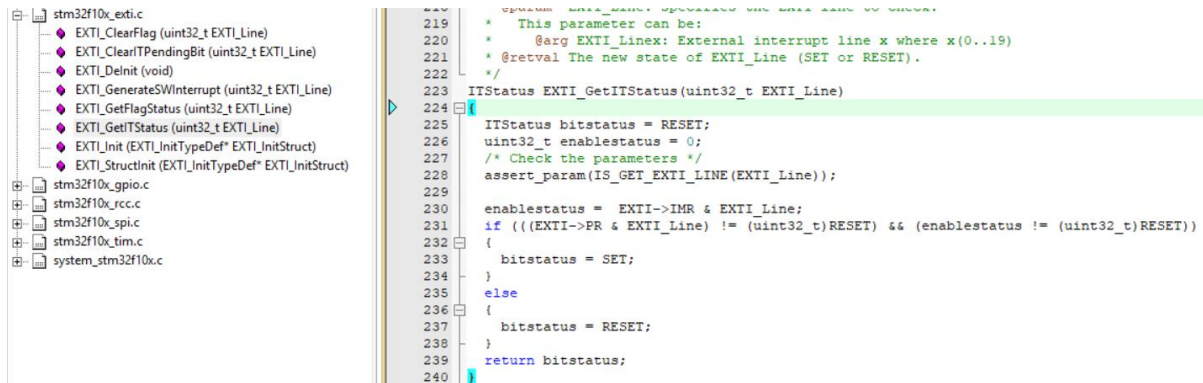 stm32f10x_exti.c
EXTI_ClearFlag (uint32_t EXTI_Line)
EXTI_ClearITPendingBit (uint32_t EXTI_Line)
EXTI_DeInit (void)
EXTI_GenerateSWInterrupt (uint32_t EXTI_Line)
EXTI_GetFlagStatus (uint32_t EXTI_Line)
EXTI_GetITStatus (uint32_t EXTI_Line)
EXTI_Init (EXTI_InitTypeDef* EXTI_InitStruct)
EXTI_StructInit (EXTI_InitTypeDef* EXTI_InitStruct)
stm32f10x_gpio.c
stm32f10x_rcc.c
stm32f10x_spi.c
stm32f10x_tim.c
system_stm32f10x.c
219 * This parameter can be:
220 * @arg EXTI_Linex: External interrupt line x where x(0..19)
221 * @retval The new state of EXTI_Line (SET or RESET).
222 */
223 ITStatus EXTI_GetITStatus(uint32_t EXTI_Line)
224 {
225 ITStatus bitstatus = RESET;
226 uint32_t enablestatus = 0;
227 /* Check the parameters */
228 assert_param(IS_GET_EXTI_LINE(EXTI_Line));
229
230 enablestatus = EXTI->IMR & EXTI_Line;
231 if (((EXTI->PR & EXTI_Line) != (uint32_t)RESET) && (enablestatus != (uint32_t)RESET))
232 {
233 bitstatus = SET;
234 }
235 else
236 {
237 bitstatus = RESET;
238 }
239 return bitstatus;
240 }